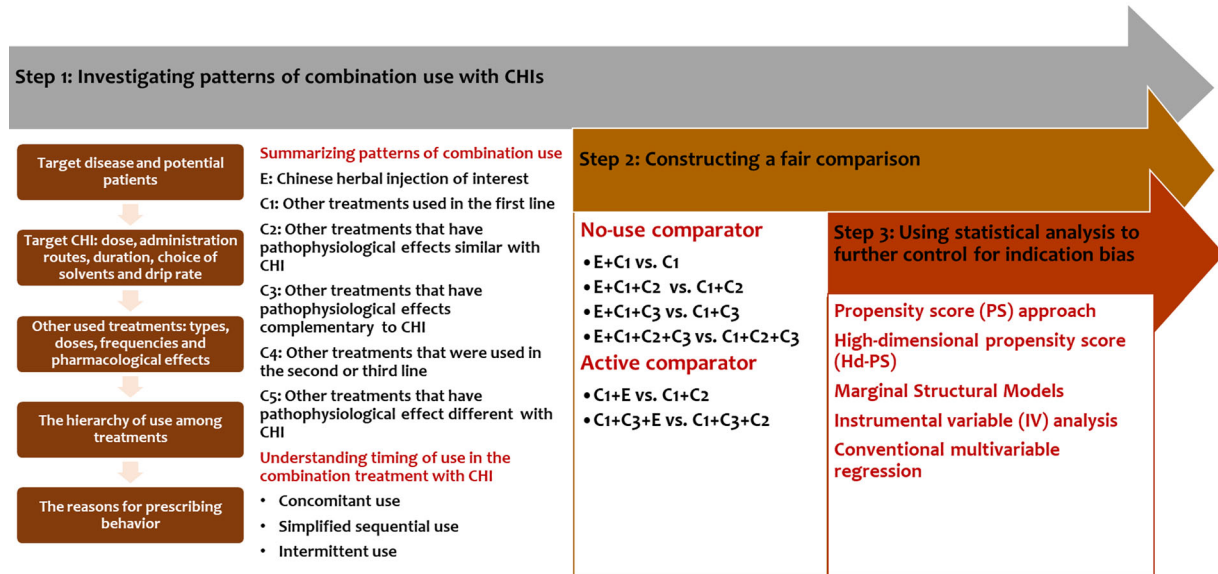 Step 1: Investigating patterns of combination use with CHIs
Target disease and potential
patients
Target CHI: dose, administration
routes, duration, choice of
solvents and drip rate
Other used treatments: types,
doses, frequencies and
pharmacological effects
The hierarchy of use among
treatments
The reasons for prescribing
behavior
Summarizing patterns of combination use
E: Chinese herbal injection of interest
C1: Other treatments used in the first line
C2: Other treatments that have
pathophysiological effects similar with
CHI
C3: Other treatments that have
pathophysiological effects
complementary to CHI
C4: Other treatments that were used in
the second or third line
C5: Other treatments that have
pathophysiological effect different with
CHI
Understanding timing of use in the
combination treatment with CHI
• Concomitant use
• Simplified sequential use
• Intermittent use
Step 2: Constructing a fair comparison
No-use comparator
•E+C1 vs. C1
•E+C1+C2 vs. C1+C2
•E+C1+C3 vs. C1+C3
•E+C1+C2+C3 vs. C1+C2+C3
Active comparator
•C1+E vs. C1+C2
•C1+C3+E vs. C1+C3+C2
Step 3: Using statistical analysis to
further control for indication bias
Propensity score (PS) approach
High-dimensional propensity score
(Hd-PS)
Marginal Structural Models
Instrumental variable (IV) analysis
Conventional multivariable
regression